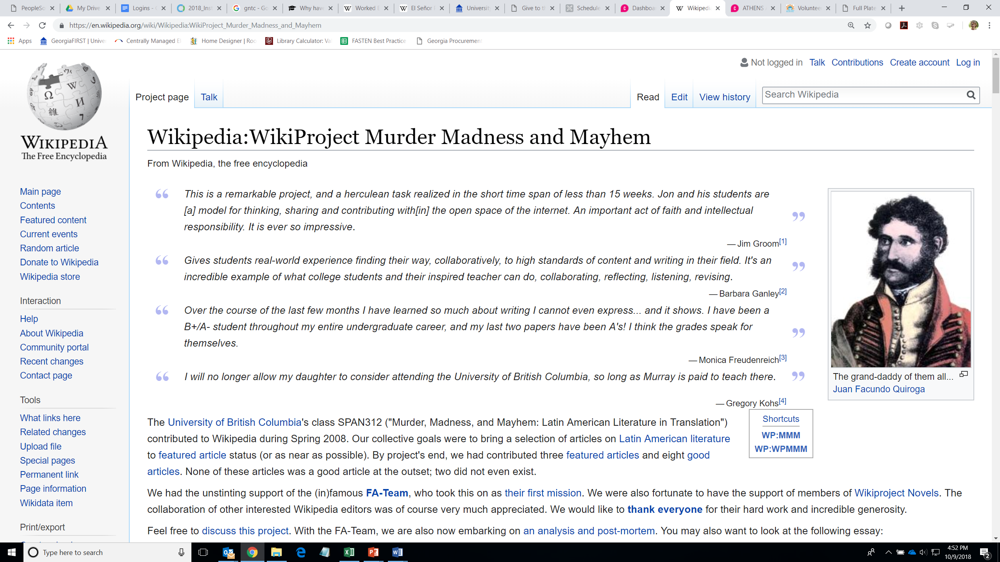 PeopleSo
My Drive
Logins -
2018_Inst
gntc - Go
Why have
Worked E
El Señor
University
Give to th
Schedule
Dashboa
Wikipedi
ATHENS
Voluntee
Full Plate
https://en.wikipedia.org/wiki/Wikipedia:WikiProject_Murder_Madness_and_Mayhem
Apps
GeorgiaFIRST | Univer
Centrally Managed El
Home Designer | Roo
Library Calculator: Va
FASTEN Best Practice
Georgia Procurement
WIKIPEDIA
The Free Encyclopedia
Not logged in Talk Contributions Create account Log in
Project page Talk
Read Edit View history
Search Wikipedia
Wikipedia:WikiProject Murder Madness and Mayhem
From Wikipedia, the free encyclopedia
Main page
Contents
Featured content
Current events
Random article
Donate to Wikipedia
Wikipedia store
Interaction
Help
About Wikipedia
Community portal
Recent changes
Contact page
Tools
What links here
Related changes
Upload file
Special pages
Permanent link
Page information
Wikidata item
Print/export
“ This is a remarkable project, and a herculean task realized in the short time span of less than 15 weeks. Jon and his students are
[a] model for thinking, sharing and contributing with[in] the open space of the internet. An important act of faith and intellectual
responsibility. It is ever so impressive. ”
— Jim Groom[1]
“ Gives students real-world experience finding their way, collaboratively, to high standards of content and writing in their field. It's an
incredible example of what college students and their inspired teacher can do, collaborating, reflecting, listening, revising. ”
— Barbara Ganley[2]
“ Over the course of the last few months I have learned so much about writing I cannot even express... and it shows. I have been a
B+/A- student throughout my entire undergraduate career, and my last two papers have been A's! I think the grades speak for
themselves. ”
— Monica Freudenreich[3]
“ I will no longer allow my daughter to consider attending the University of British Columbia, so long as Murray is paid to teach there. ”
— Gregory Kohs[4]
The grand-daddy of them all...
Juan Facundo Quiroga
Shortcuts
WP:MMM
WP:WPMMM
The University of British Columbia's class SPAN312 ("Murder, Madness, and Mayhem: Latin American Literature in Translation")
contributed to Wikipedia during Spring 2008. Our collective goals were to bring a selection of articles on Latin American literature
to featured article status (or as near as possible). By project's end, we had contributed three featured articles and eight good
articles. None of these articles was a good article at the outset; two did not even exist.
We had the unstinting support of the (in)famous FA-Team, who took this on as their first mission. We were also fortunate to have the support of members of Wikiproject Novels. The
collaboration of other interested Wikipedia editors was of course very much appreciated. We would like to thank everyone for their hard work and incredible generosity.
Feel free to discuss this project. With the FA-Team, we are also now embarking on an analysis and post-mortem. You may also want to look at the following essay:
Type here to search
4:52 PM
10/9/2018
2